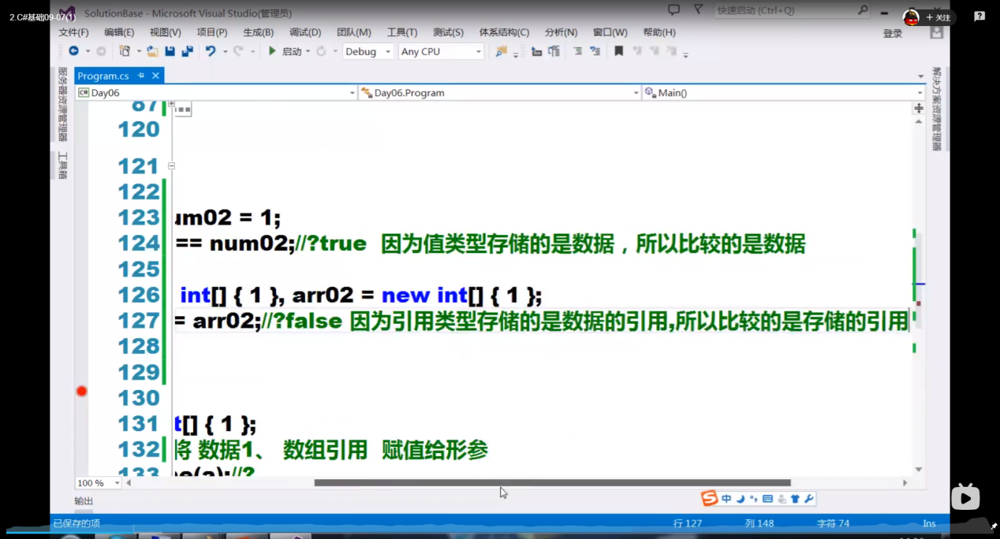 2.C#基础09-07(1)
SolutionBase - Microsoft Visual Studio(管理员)
快速启动 (Ctrl+Q)
+ 关注
文件(F) 编辑(E) 视图(V) 项目(P) 生成(B) 调试(D) 团队(M) 工具(T) 测试(S) 体系结构(C) 分析(N) 窗口(W) 帮助(H)
登录
启动 Debug Any CPU
服务器资源管理器
工具箱
解决方案资源管理器
Program.cs
Day06 Day06.Program Main()
87
120
121
122
123 um02 = 1;
124 == num02;//?true 因为值类型存储的是数据，所以比较的是数据
125
126 int[] { 1 }, arr02 = new int[] { 1 };
127 = arr02;//?false 因为引用类型存储的是数据的引用,所以比较的是存储的引用
128
129
130
131 t[] { 1 };
132 将 数据1、 数组引用 赋值给形参
133 (a);//?
100 %
中
输出
已保存的项 行 127 列 148 字符 74 Ins